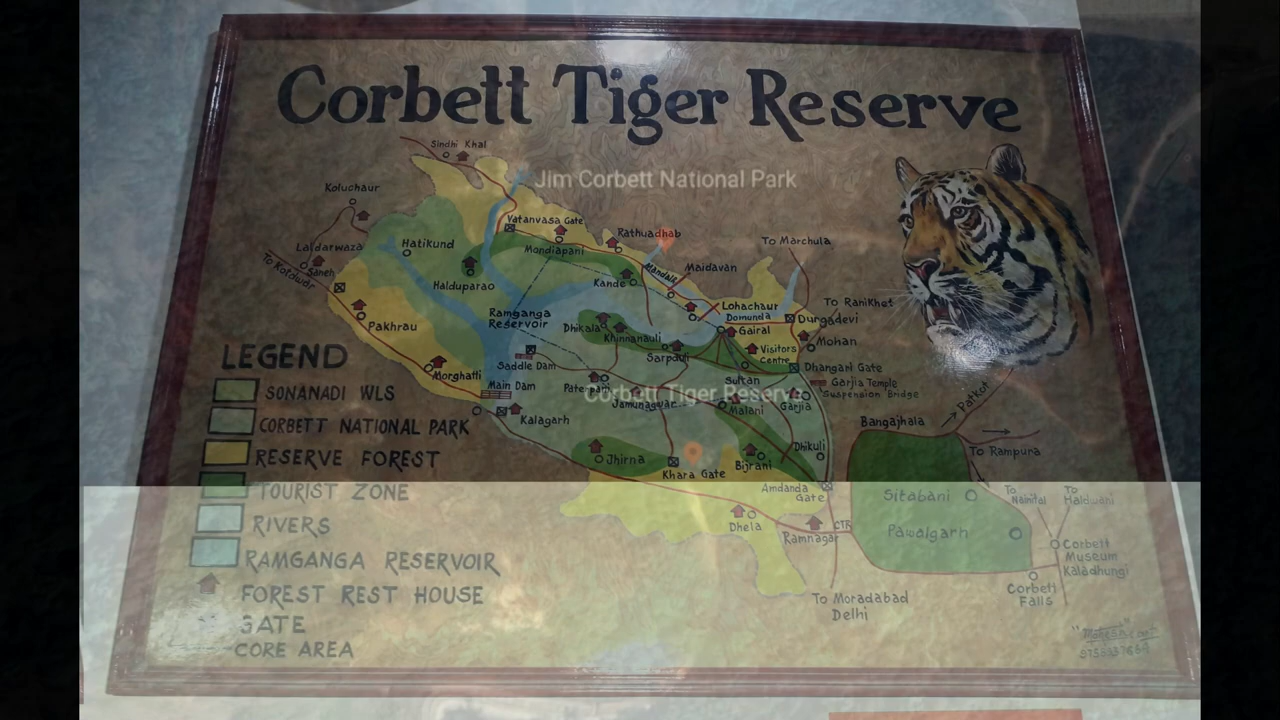 Corbett Tiger Reserve
Sindhi Khal
Jim Corbett National Park
Koluchaur
Vatanvasa Gate
Rathuadhab
To Marchula
Laldarwaza
Hatikund
Mondiapani
Saneh
To Kotdwar
Mandal R
Maidavan
Halduparao
Kande
Lohachaur
To Ranikhet
Ramganga
Reservoir
Domunda
Durgadevi
Pakhrau
Dhikala
Khinnanauli
Gairal
Mohan
Sarpduli
Visitors
Centre
LEGEND
Saddle Dam
Dhangari Gate
Morghatti
Main Dam
Sultan
Garjia Temple
Suspension Bridge
SONANADI WLS
Corbett Tiger Reserve
Jamunagwar
Malani
Garjia
Patkot
CORBETT NATIONAL PARK
Kalagarh
Bangajhala
RESERVE FOREST
Jhirna
Bijrani
Dhikuli
To Rampura
Khara Gate
TOURIST ZONE
Amdanda
Gate
Sitabani
To
Nainital
To
Haldwani
RIVERS
Dhela
Ramnagar
CTR
Pawalgarh
Corbett
Museum
Kaladhungi
RAMGANGA RESERVOIR
FOREST REST HOUSE
To Moradabad
Delhi
Corbett
Falls
GATE
CORE AREA